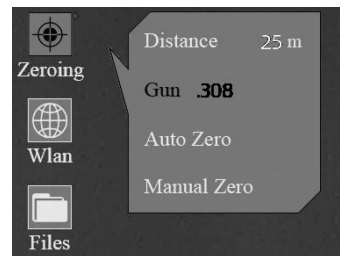 Zeroing
Wlan
Files
Distance 25 m
Gun .308
Auto Zero
Manual Zero